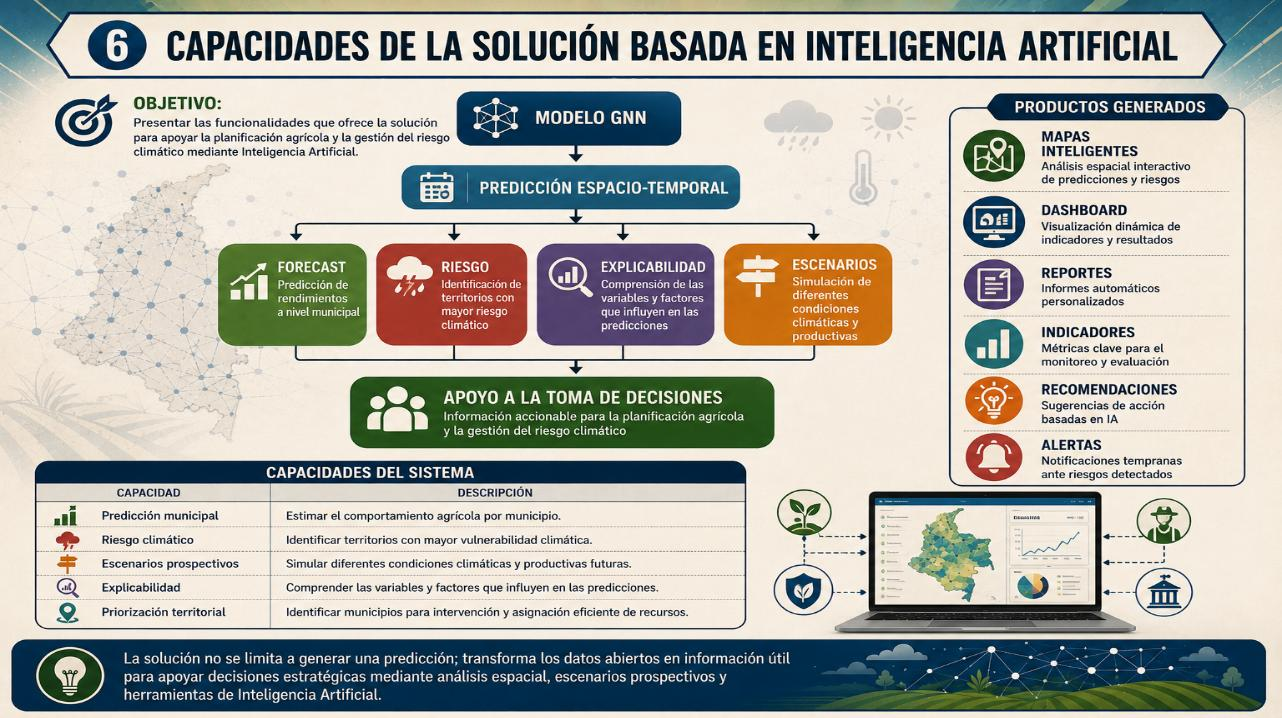 6 CAPACIDADES DE LA SOLUCIÓN BASADA EN INTELIGENCIA ARTIFICIAL
OBJETIVO:
Presentar las funcionalidades que ofrece la solución
para apoyar la planificación agrícola y la gestión del riesgo
climático mediante Inteligencia Artificial.
MODELO GNN
PREDICCIÓN ESPACIO-TEMPORAL
FORECAST
Predicción de
rendimientos
a nivel municipal
RIESGO
Identificación de
territorios con
mayor riesgo
climático
EXPLICABILIDAD
Comprensión de las
variables y factores
que influyen en las
predicciones
ESCENARIOS
Simulación de
diferentes
condiciones
climáticas y
productivas
APOYO A LA TOMA DE DECISIONES
Información accionable para la planificación agrícola
y la gestión del riesgo climático
PRODUCTOS GENERADOS
MAPAS
INTELIGENTES
Análisis espacial interactivo
de predicciones y riesgos
DASHBOARD
Visualización dinámica de
indicadores y resultados
REPORTES
Informes automáticos
personalizados
INDICADORES
Métricas clave para el
monitoreo y evaluación
RECOMENDACIONES
Sugerencias de acción
basadas en IA
ALERTAS
Notificaciones tempranas
ante riesgos detectados
CAPACIDADES DEL SISTEMA
CAPACIDAD DESCRIPCIÓN
Predicción municipal Estimar el comportamiento agrícola por municipio.
Riesgo climático Identificar territorios con mayor vulnerabilidad climática.
Escenarios prospectivos Simular impactos condiciones climáticas y productivas futuras.
Explicabilidad Comprender las variables y factores que influyen en las predicciones.
Priorización territorial Identificar municipios para intervención y asignación eficiente de recursos.
La solución no se limita a generar una predicción; transforma los datos abiertos en información útil
para apoyar decisiones estratégicas mediante análisis espacial, escenarios prospectivos y
herramientas de Inteligencia Artificial.